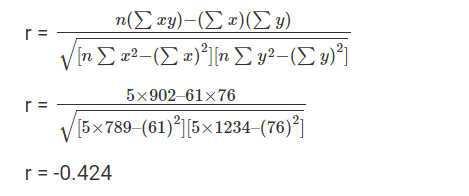 r = n(∑ xy)–(∑ x)(∑ y) / √[n ∑ x²–(∑ x)²][n ∑ y²–(∑ y)²]
r = 5×902–61×76 / √[5×789–(61)²][5×1234–(76)²]
r = -0.424